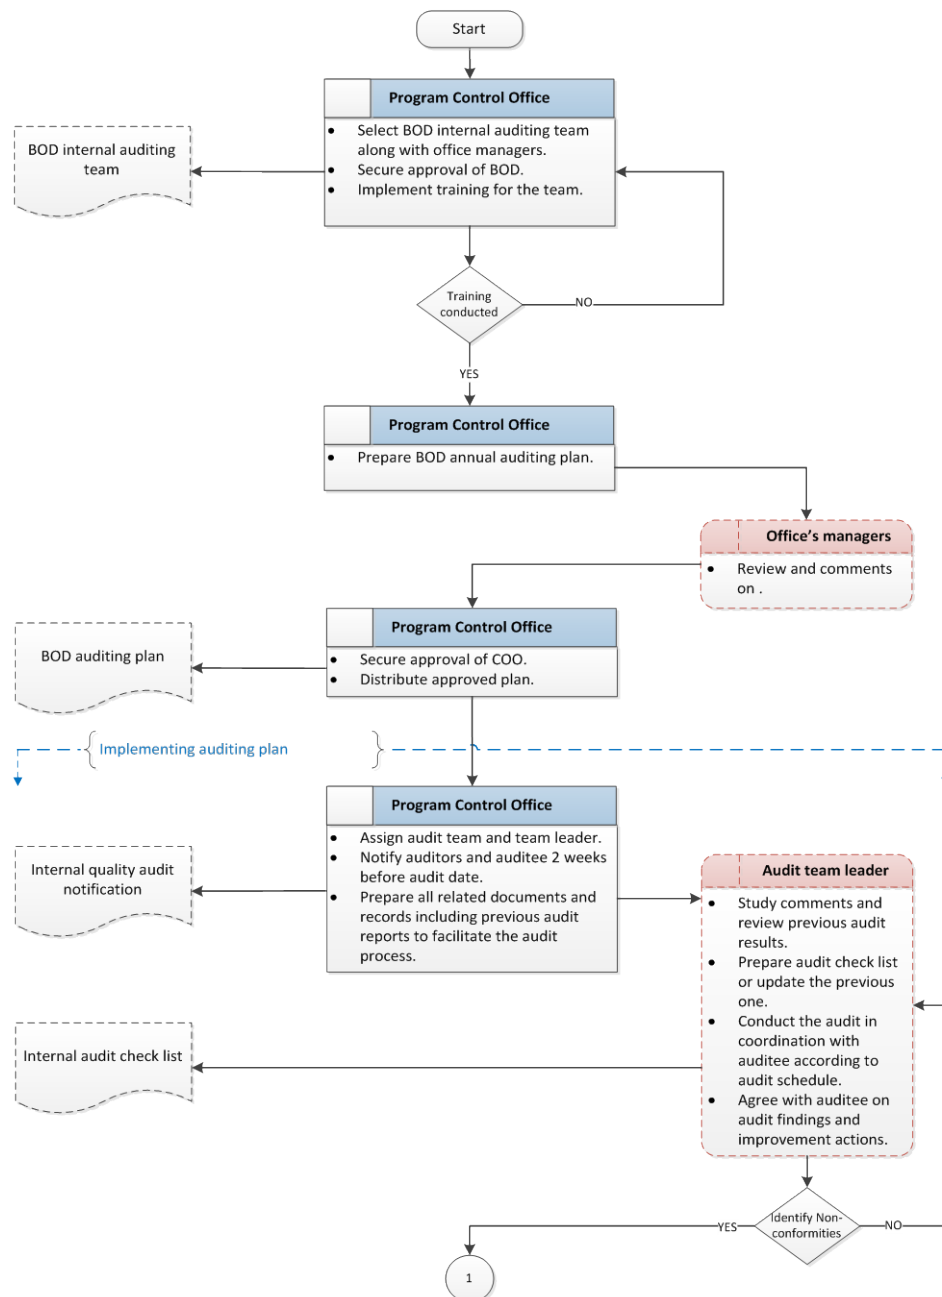 Start
Program Control Office
• Select BOD internal auditing team
along with office managers.
• Secure approval of BOD.
• Implement training for the team.
BOD internal auditing
team
Training
conducted
NO
YES
Program Control Office
• Prepare BOD annual auditing plan.
Office's managers
• Review and comments
on .
Program Control Office
• Secure approval of COO.
• Distribute approved plan.
BOD auditing plan
Implementing auditing plan
Program Control Office
• Assign audit team and team leader.
• Notify auditors and auditee 2 weeks
before audit date.
• Prepare all related documents and
records including previous audit
reports to facilitate the audit
process.
Internal quality audit
notification
Audit team leader
• Study comments and
review previous audit
results.
• Prepare audit check list
or update the previous
one.
• Conduct the audit in
coordination with
auditee according to
audit schedule.
• Agree with auditee on
audit findings and
improvement actions.
Internal audit check list
Identify Non-
conformities
YES
NO
1